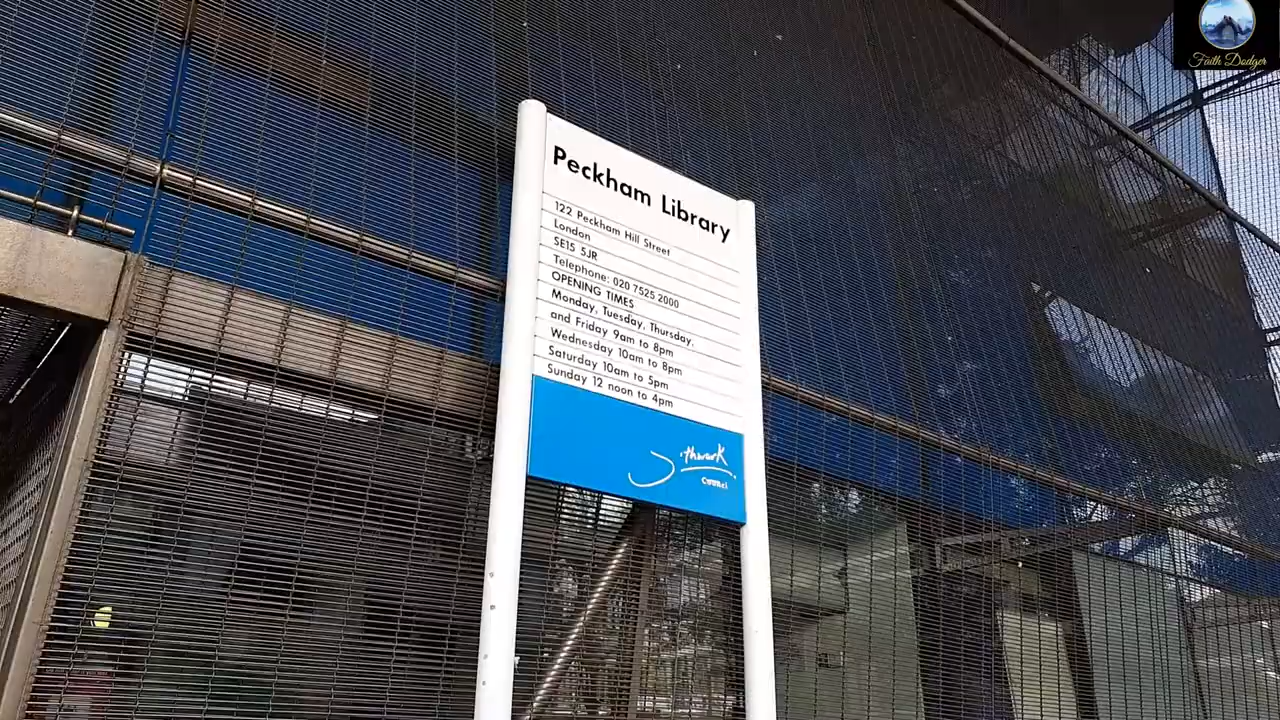 Faith Dodger
Peckham Library
122 Peckham Hill Street
London
SE15 5JR
Telephone: 020 7525 2000
OPENING TIMES
Monday, Tuesday, Thursday,
and Friday 9am to 8pm
Wednesday 10am to 8pm
Saturday 10am to 5pm
Sunday 12 noon to 4pm
thwark
Council